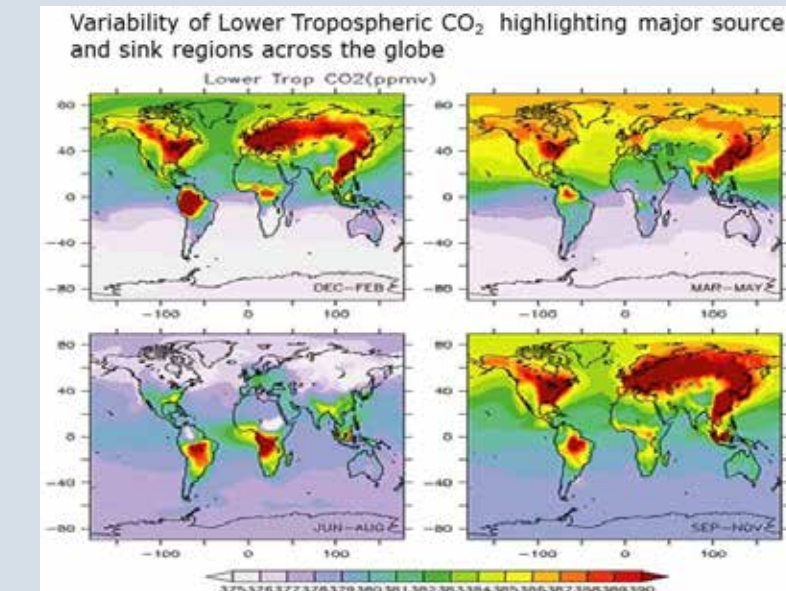 Variability of Lower Tropospheric CO₂ highlighting major source
and sink regions across the globe
Lower Trop CO2(ppmv)
80
40
0
−40
−80
−100 0 100
DEC−FEB
80
40
0
−40
−80
−100 0 100
MAR−MAY
80
40
0
−40
−80
−100 0 100
JUN−AUG
80
40
0
−40
−80
−100 0 100
SEP−NOV
375376377378379380381382383384385386387388389390